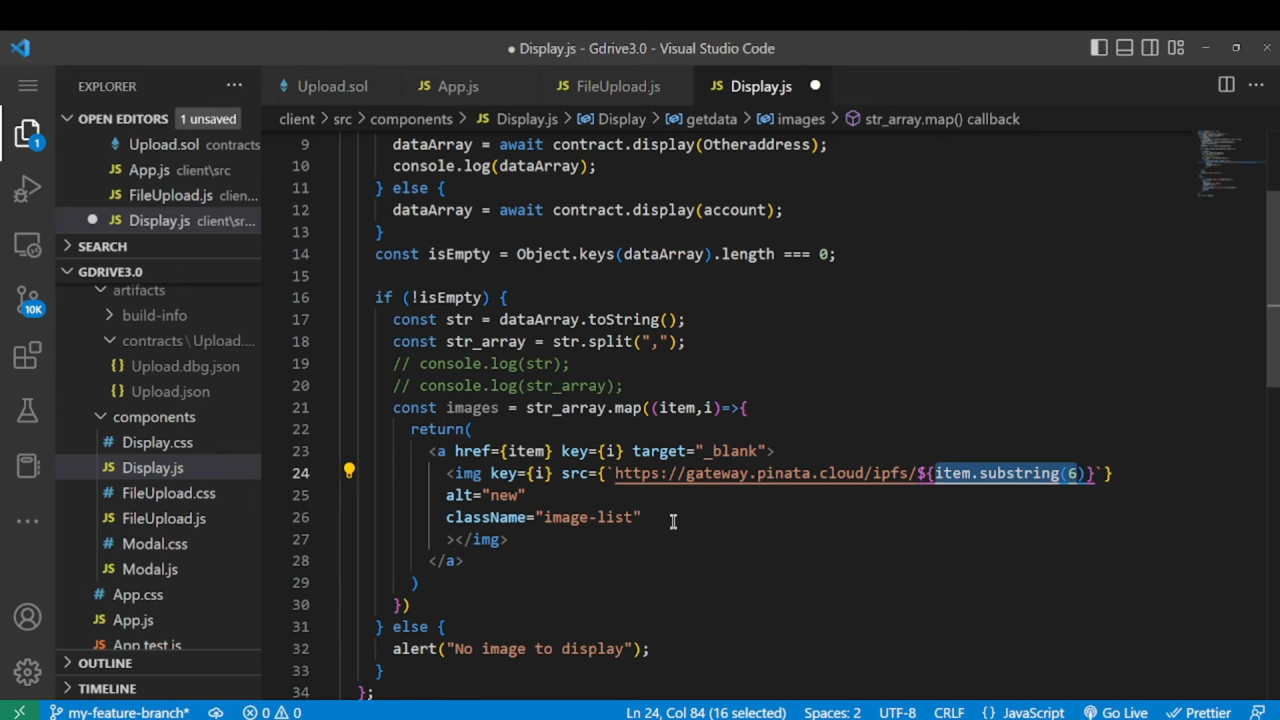 ● Display.js - Gdrive3.0 - Visual Studio Code
EXPLORER
Upload.sol
JS App.js
JS FileUpload.js
JS Display.js
client > src > components > JS Display.js > Display > getdata > images > str_array.map() callback
OPEN EDITORS
1 unsaved
Upload.sol contracts
JS App.js client\src
JS FileUpload.js clien...
JS Display.js client\src...
SEARCH
GDRIVE3.0
artifacts
build-info
contracts\Upload....
{} Upload.dbg.json
{} Upload.json
components
# Display.css
JS Display.js
# FileUpload.css
JS FileUpload.js
# Modal.css
JS Modal.js
# App.css
JS App.js
App.test.js
OUTLINE
TIMELINE
1
10K
9 dataArray = await contract.display(Otheraddress);
10 console.log(dataArray);
11 } else {
12 dataArray = await contract.display(account);
13 }
14 const isEmpty = Object.keys(dataArray).length === 0;
15
16 if (!isEmpty) {
17 const str = dataArray.toString();
18 const str_array = str.split(",");
19 // console.log(str);
20 // console.log(str_array);
21 const images = str_array.map((item,i)=>{
22 return(
23 <a href={item} key={i} target="_blank">
24 <img key={i} src={`https://gateway.pinata.cloud/ipfs/${item.substring(6)}`}
25 alt="new"
26 className="image-list"
27 ></img>
28 </a>
29 )
30 })
31 } else {
32 alert("No image to display");
33 }
34 };
my-feature-branch*
0 0
Ln 24, Col 84 (16 selected)
Spaces: 2
UTF-8
CRLF
{} JavaScript
Go Live
Prettier